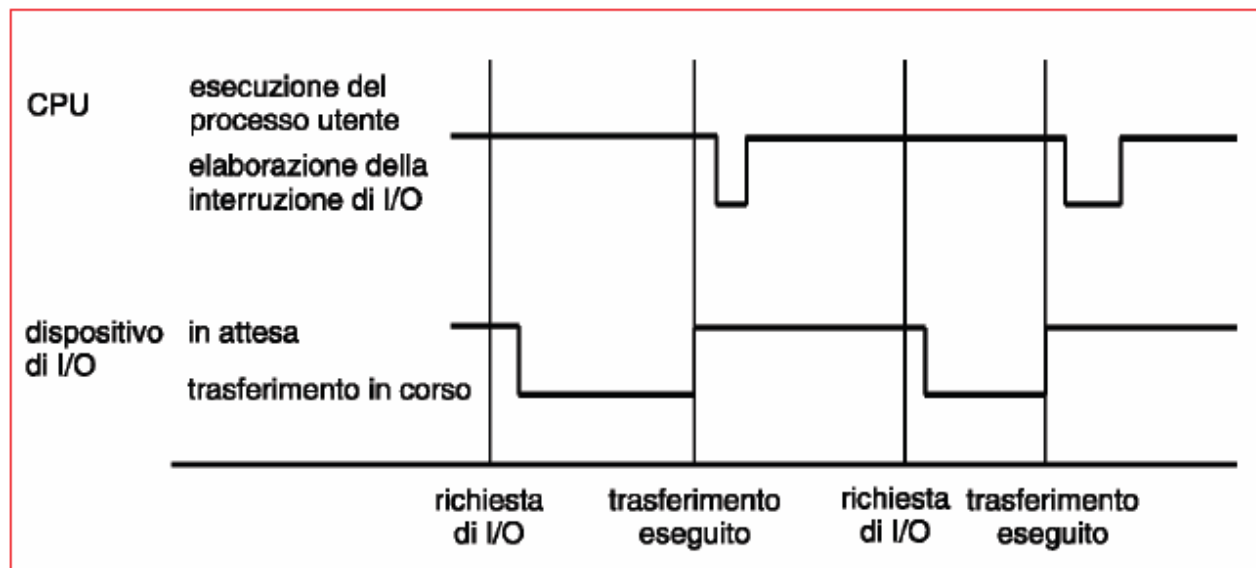 CPU
esecuzione del
processo utente
elaborazione della
interruzione di I/O
dispositivo
di I/O
in attesa
trasferimento in corso
richiesta
di I/O
trasferimento
eseguito
richiesta
di I/O
trasferimento
eseguito